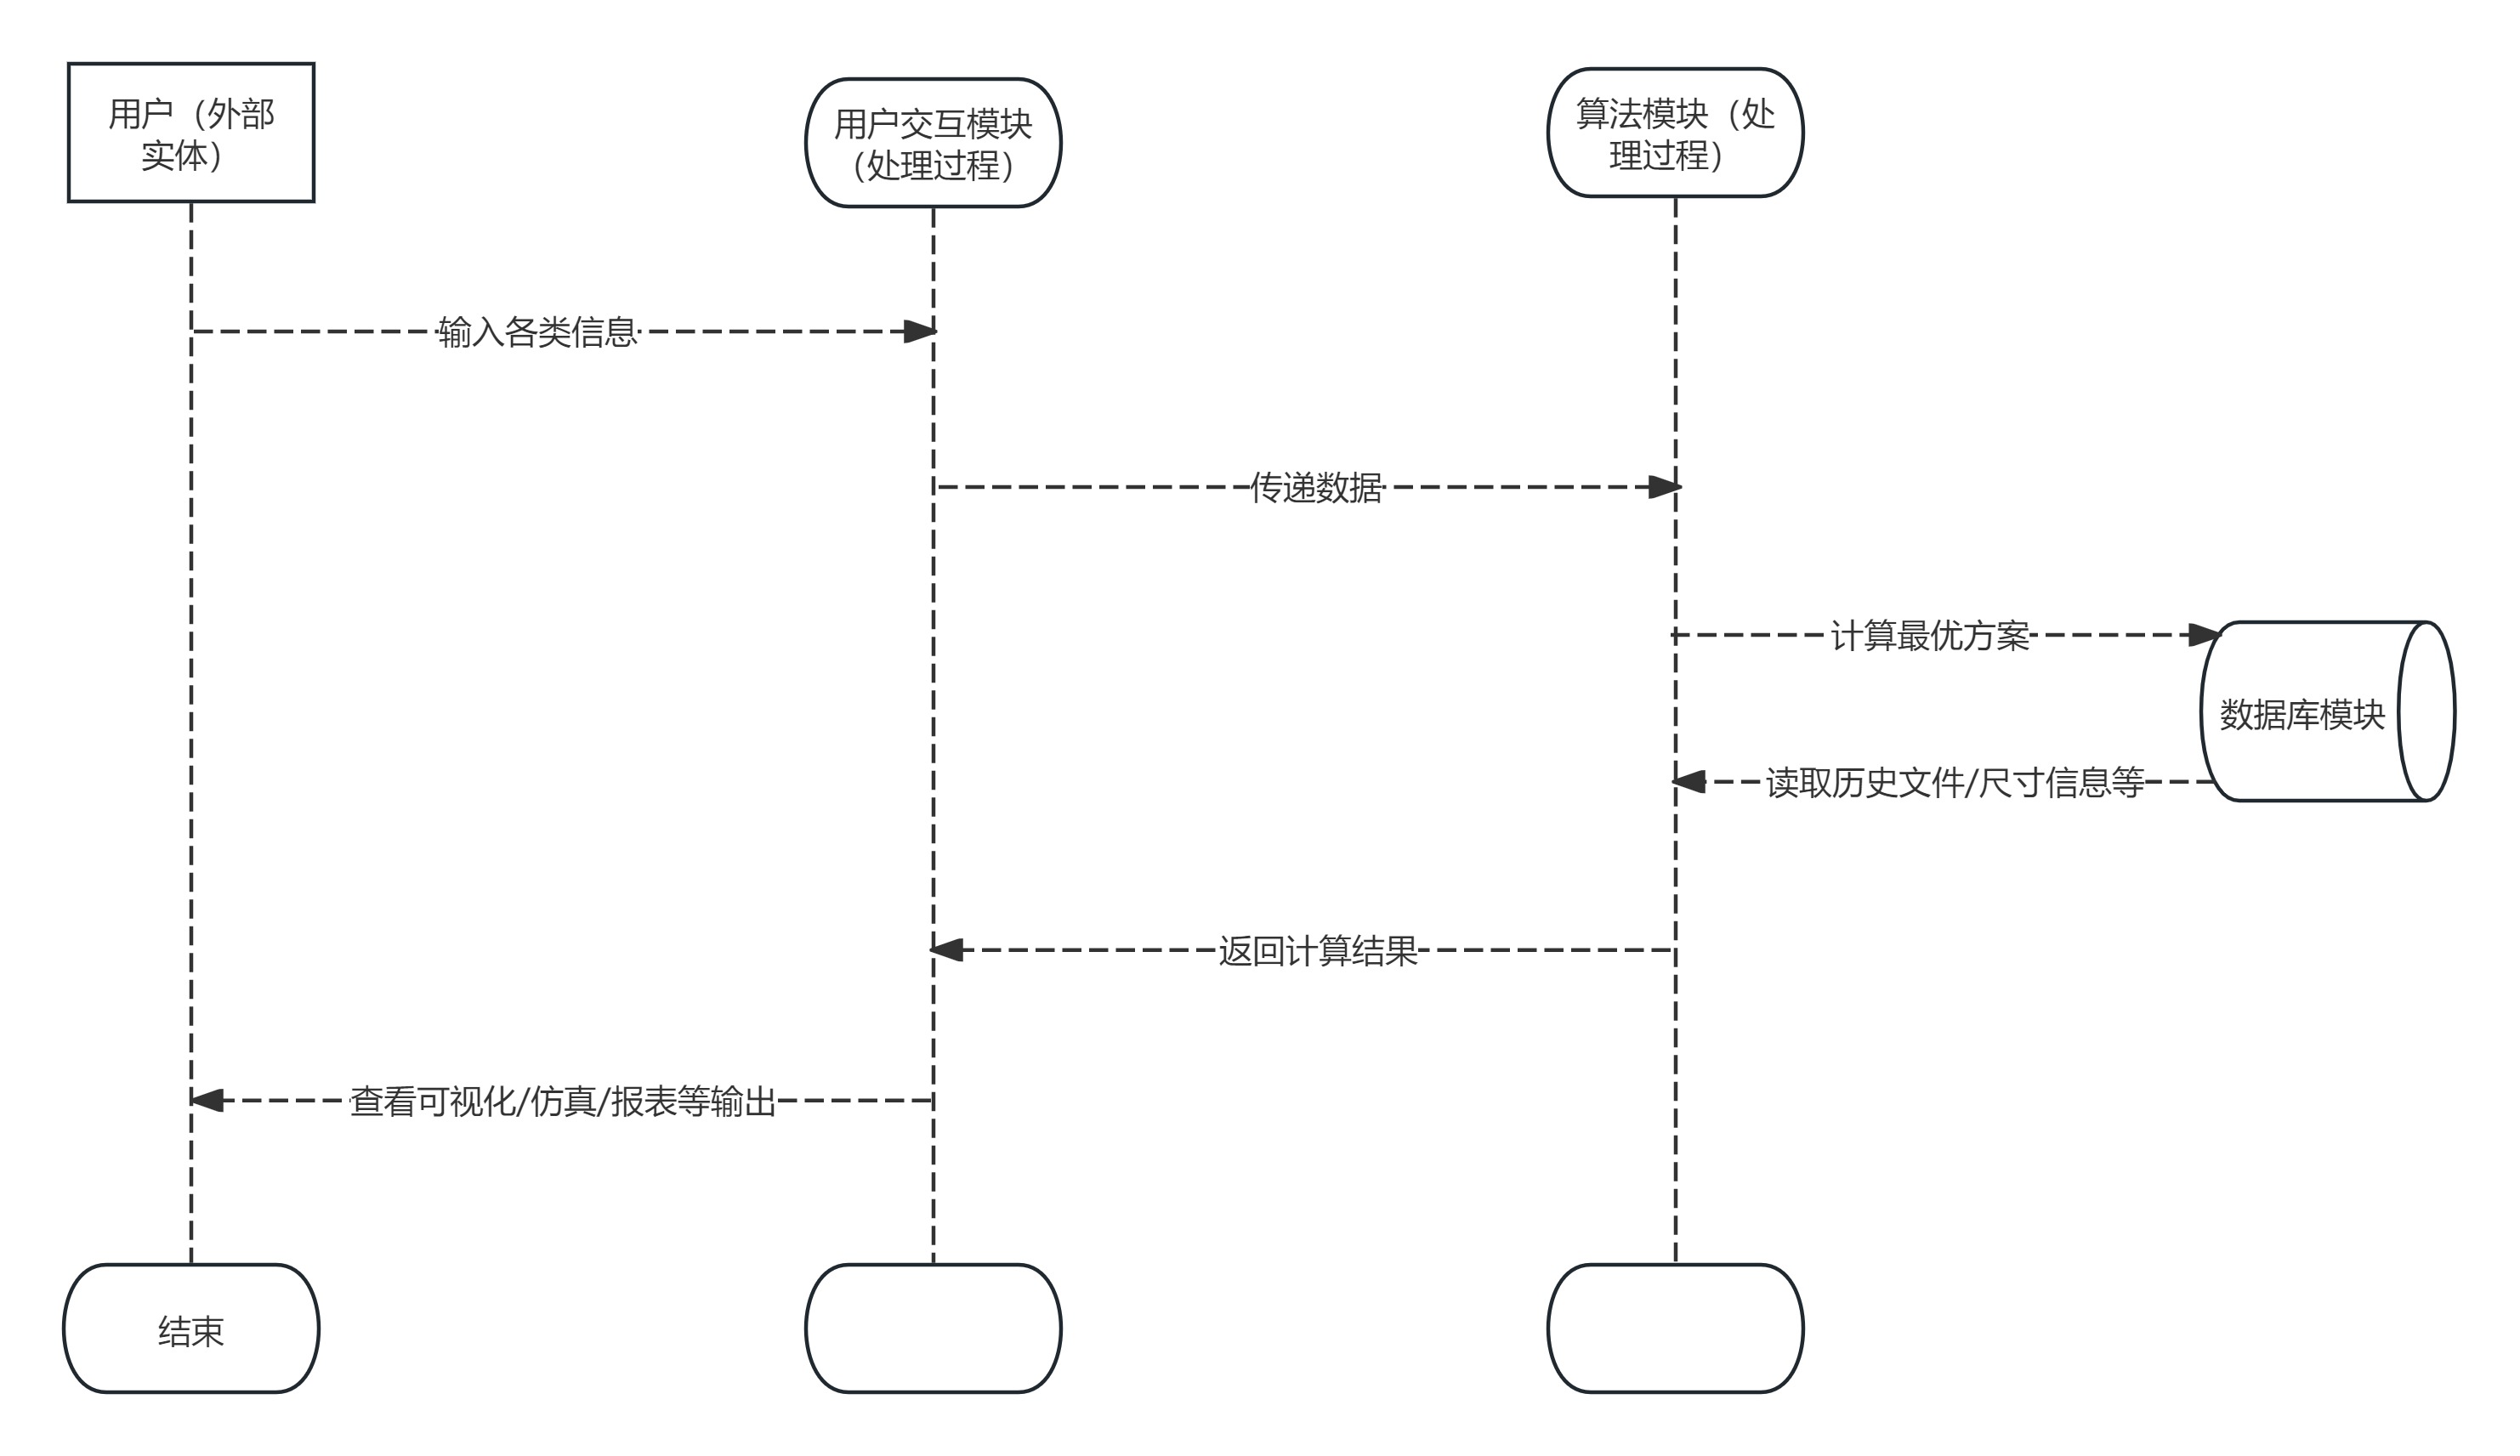 用户（外部
实体）
用户交互模块
（处理过程）
算法模块（处
理过程）
输入各类信息
传递数据
计算最优方案
数据库模块
读取历史文件/尺寸信息等
返回计算结果
查看可视化/仿真/报表等输出
结束